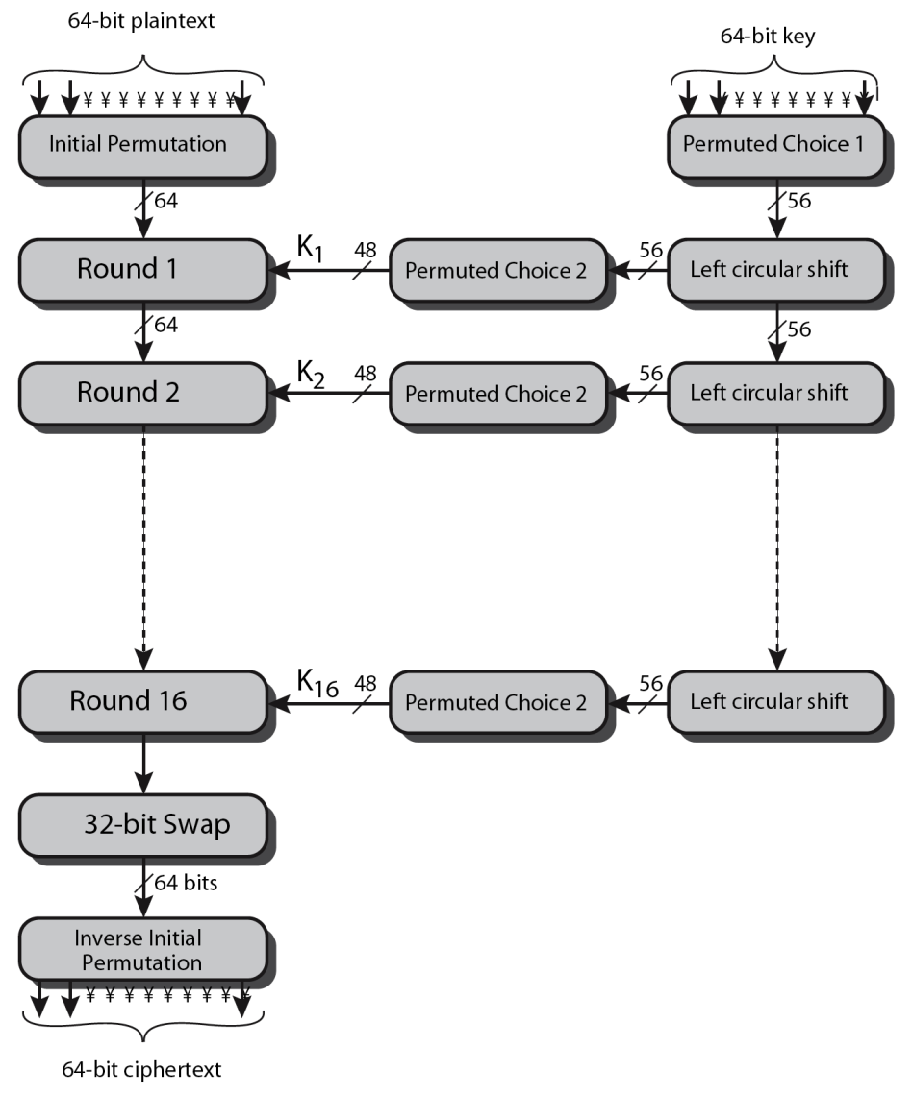 64-bit plaintext
64-bit key
¥ ¥ ¥ ¥ ¥ ¥ ¥ ¥ ¥
¥ ¥ ¥ ¥ ¥ ¥ ¥ ¥
Initial Permutation
Permuted Choice 1
64
56
Round 1
K1
48
Permuted Choice 2
56
Left circular shift
64
56
Round 2
K2
48
Permuted Choice 2
56
Left circular shift
Round 16
K16
48
Permuted Choice 2
56
Left circular shift
32-bit Swap
64 bits
Inverse Initial
Permutation
¥ ¥ ¥ ¥ ¥ ¥ ¥ ¥ ¥
64-bit ciphertext